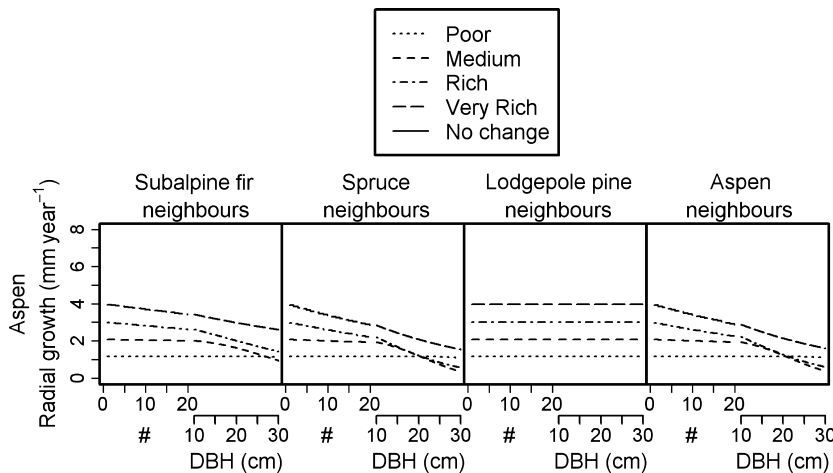 Poor
Medium
Rich
Very Rich
No change
Subalpine fir neighbours
Spruce neighbours
Lodgepole pine neighbours
Aspen neighbours
Aspen
Radial growth (mm year⁻¹)
8
6
4
2
0
0 10 20 0 10 20 0 10 20 0 10 20
# 10 20 30 # 10 20 30 # 10 20 30 # 10 20 30
DBH (cm) DBH (cm) DBH (cm) DBH (cm)